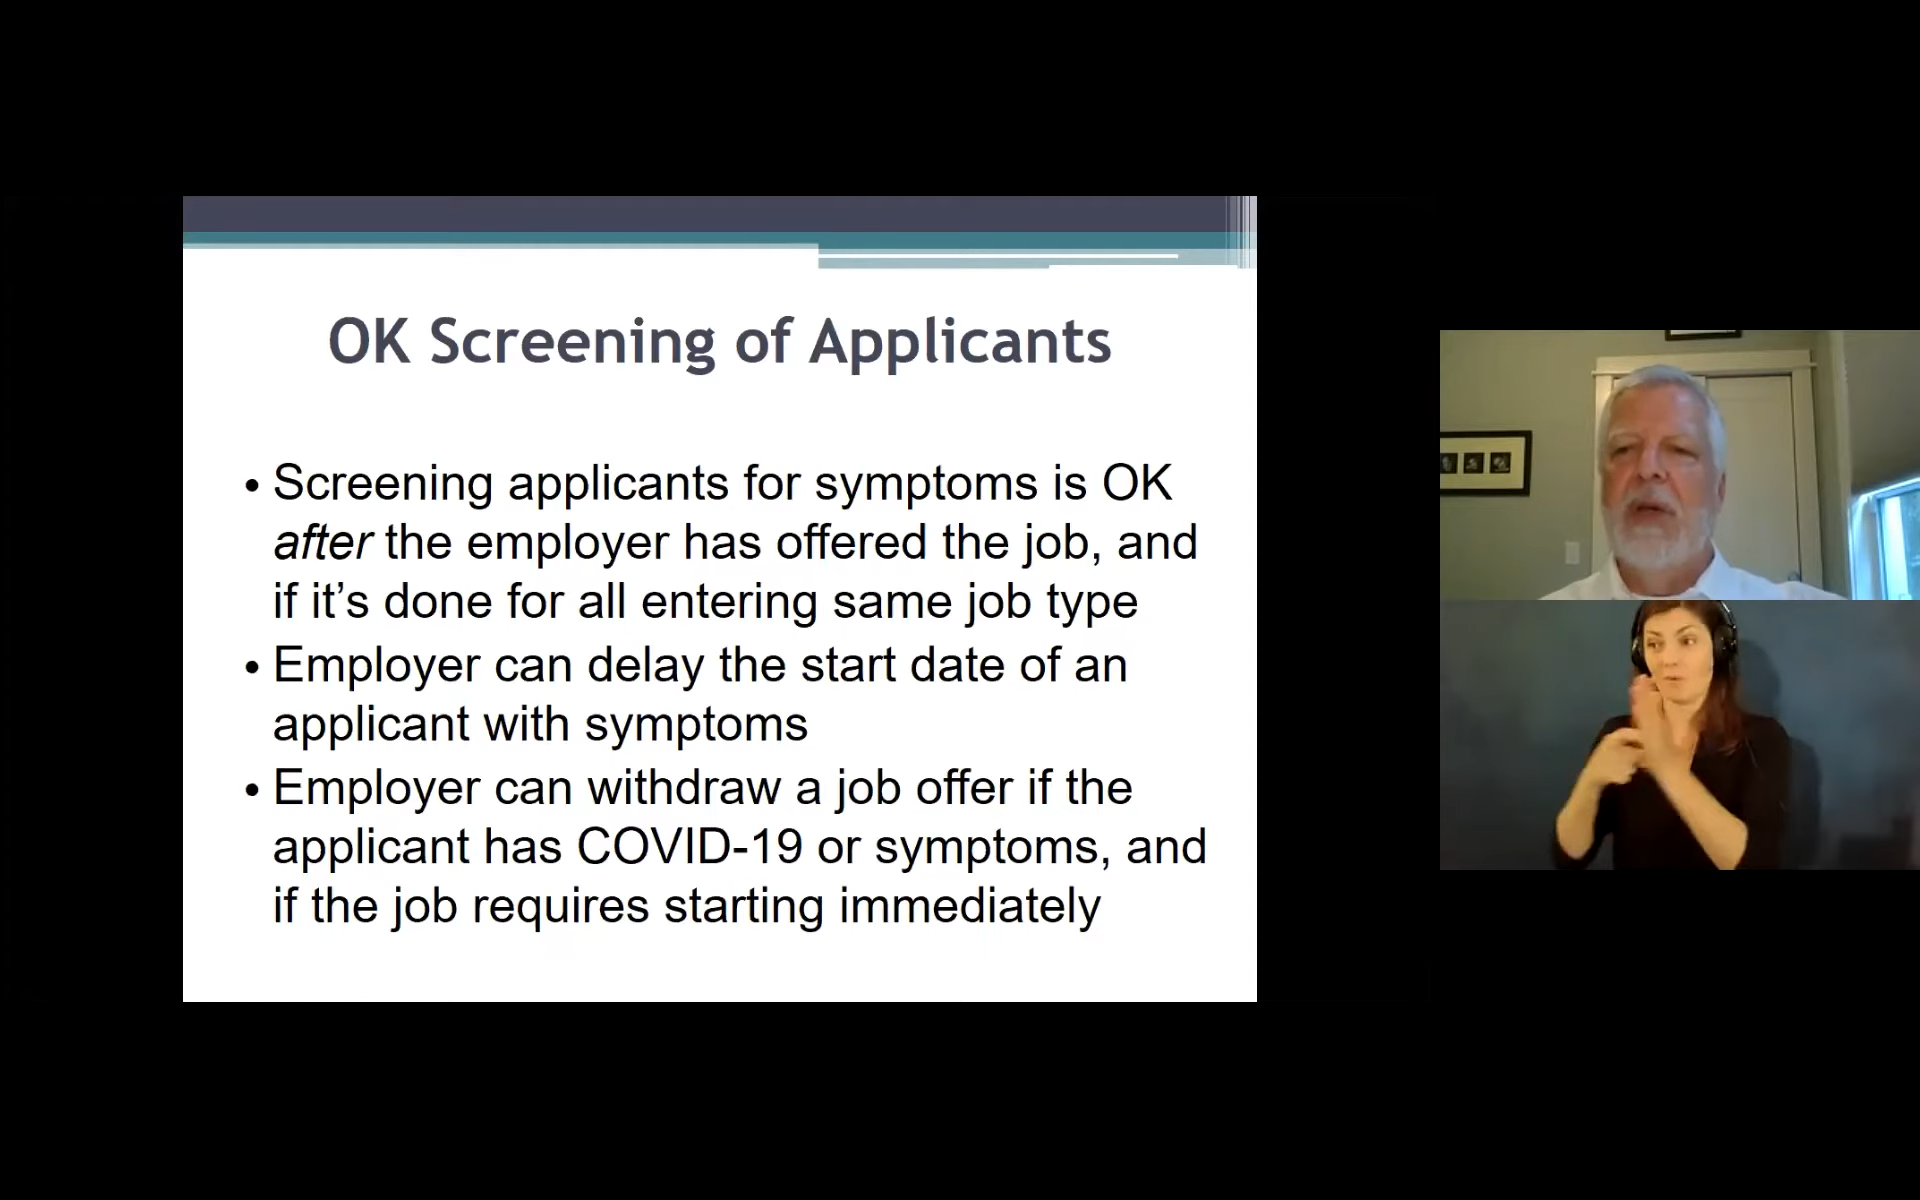 OK Screening of Applicants
• Screening applicants for symptoms is OK
after the employer has offered the job, and
if it’s done for all entering same job type
• Employer can delay the start date of an
applicant with symptoms
• Employer can withdraw a job offer if the
applicant has COVID-19 or symptoms, and
if the job requires starting immediately